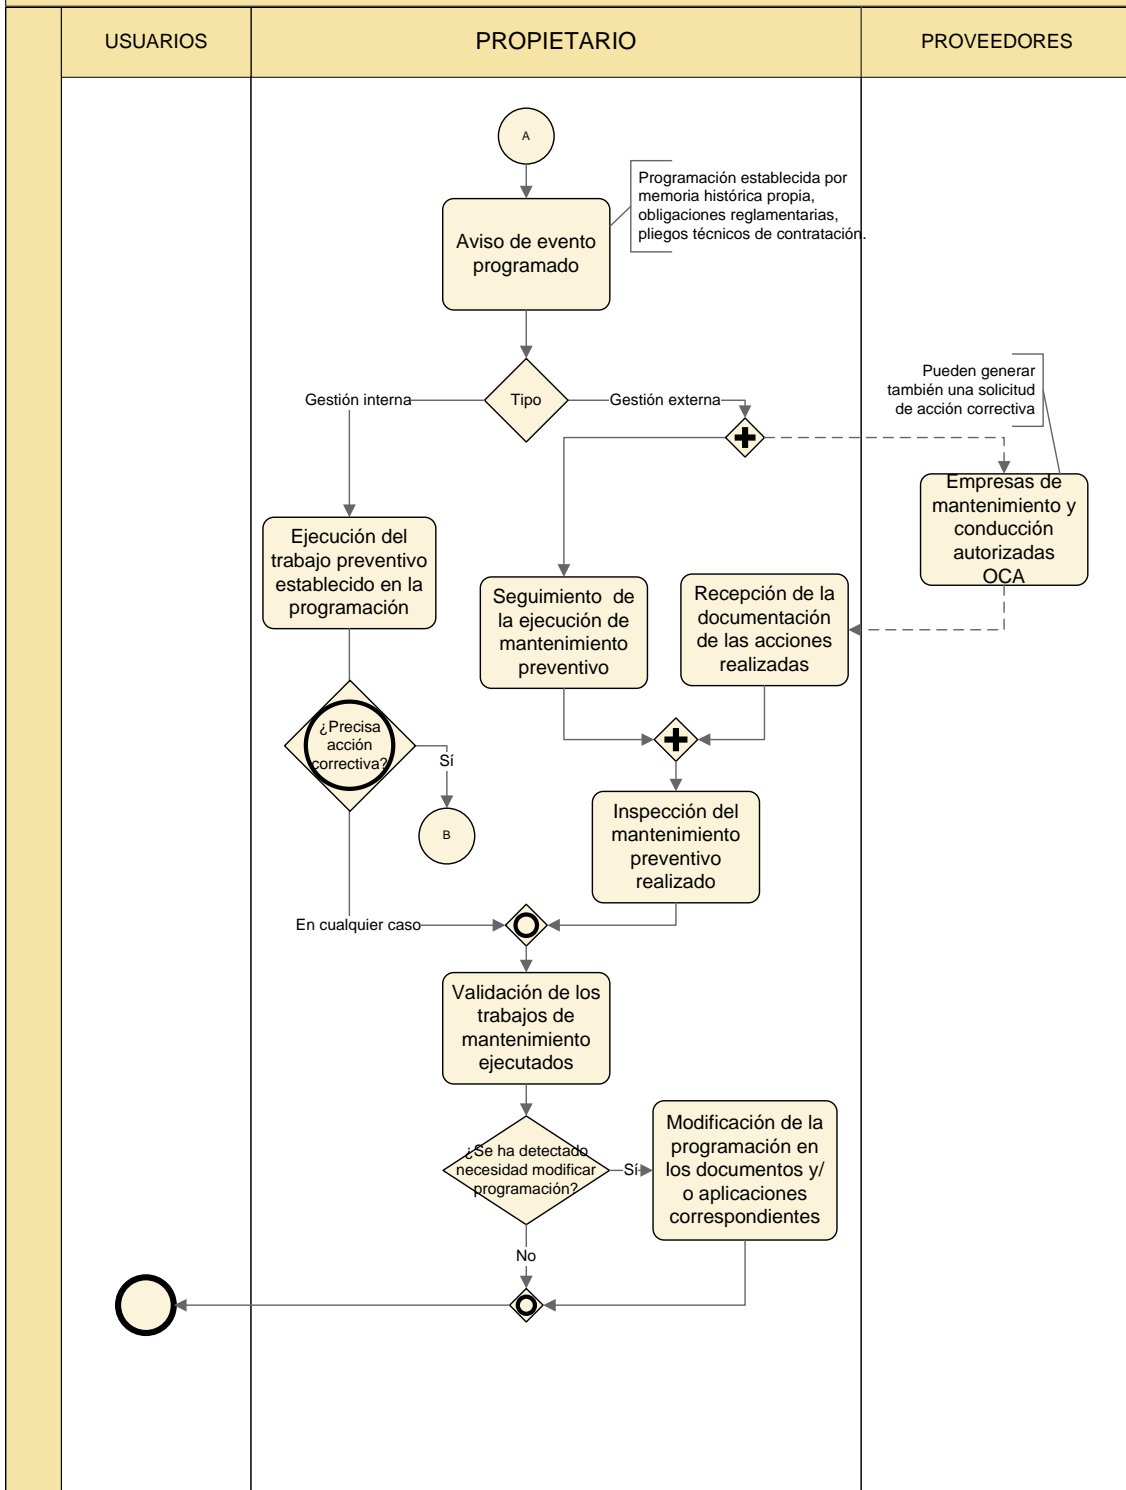 USUARIOS
PROPIETARIO
PROVEEDORES
A
Programación establecida por
memoria histórica propia,
obligaciones reglamentarias,
pliegos técnicos de contratación.
Aviso de evento
programado
Tipo
Gestión interna
Gestión externa
Pueden generar
también una solicitud
de acción correctiva
Empresas de
mantenimiento y
conducción
autorizadas
OCA
Ejecución del
trabajo preventivo
establecido en la
programación
Seguimiento de
la ejecución de
mantenimiento
preventivo
Recepción de la
documentación
de las acciones
realizadas
¿Precisa
acción
correctiva?
Sí
B
Inspección del
mantenimiento
preventivo
realizado
En cualquier caso
Validación de los
trabajos de
mantenimiento
ejecutados
¿Se ha detectado
necesidad modificar
programación?
Sí
Modificación de la
programación en
los documentos y/
o aplicaciones
correspondientes
No